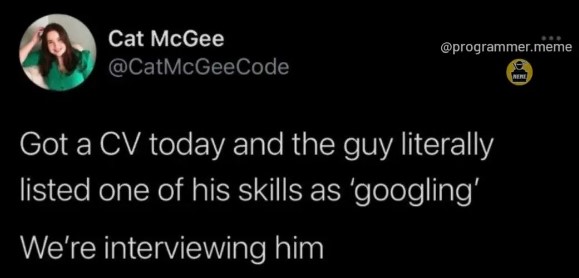 Cat McGee
@CatMcGeeCode
@programmer.meme
MEME
Got a CV today and the guy literally
listed one of his skills as ‘googling’
We’re interviewing him